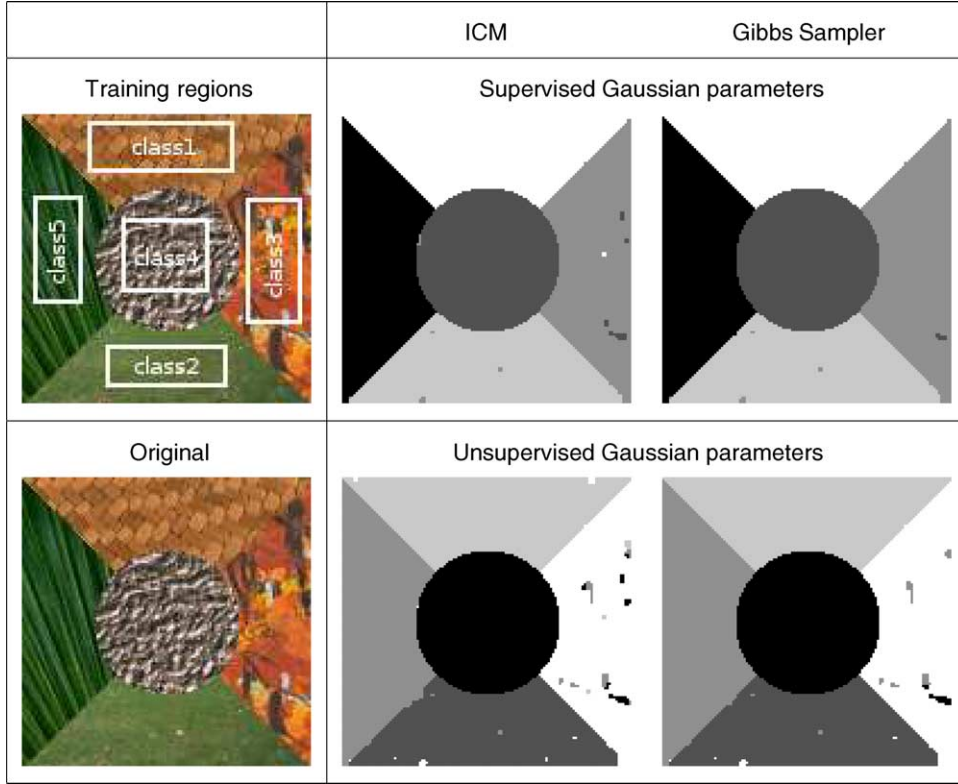 ICM
Gibbs Sampler
Training regions
Supervised Gaussian parameters
class1
class5
class4
class3
class2
Original
Unsupervised Gaussian parameters